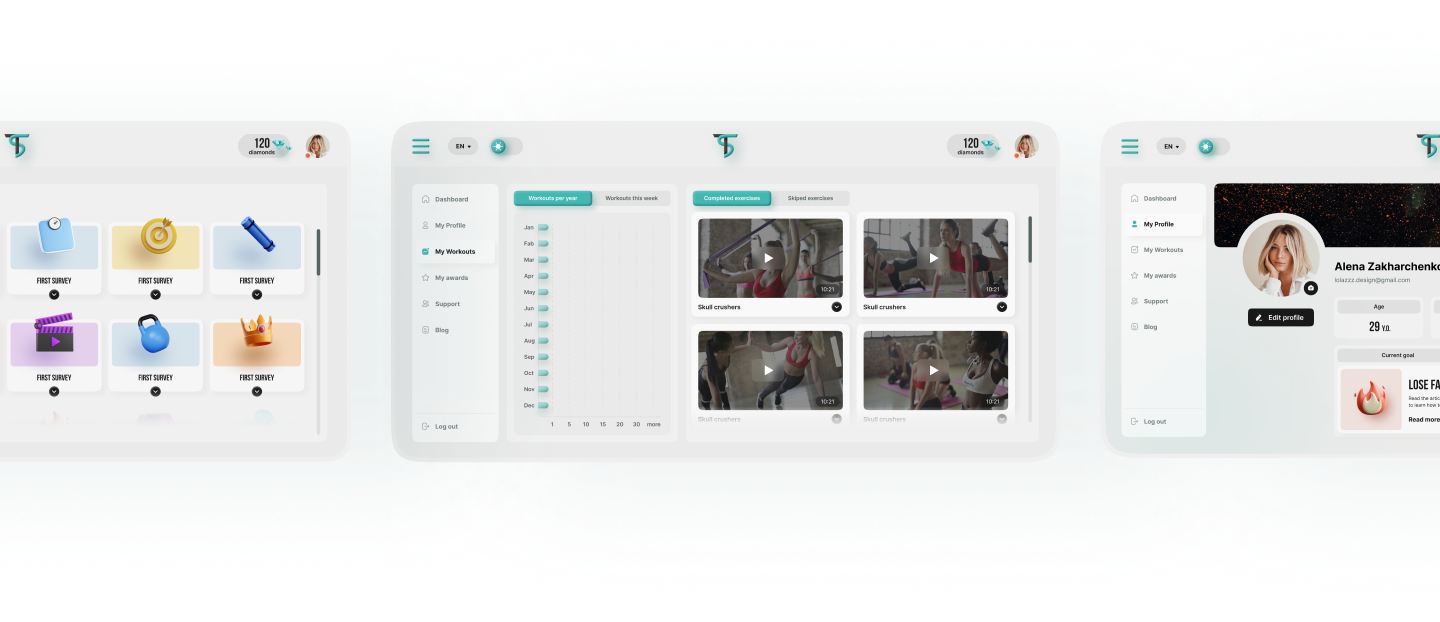 120
diamonds
FIRST SURVEY
FIRST SURVEY
FIRST SURVEY
FIRST SURVEY
FIRST SURVEY
FIRST SURVEY
EN
120
diamonds
Dashboard
My Profile
My Workouts
My awards
Support
Blog
Log out
Workouts per year
Workouts this week
Jan
Fab
Mar
Apr
May
Jun
Jul
Aug
Sep
Oct
Nov
Dec
1 5 10 15 20 30 more
Completed exercises
Skiped exercises
10:21
Skull crushers
10:21
Skull crushers
10:21
Skull crushers
10:21
Skull crushers
EN
Dashboard
My Profile
My Workouts
My awards
Support
Blog
Log out
Edit profile
Alena Zakharchenko
lolazzz.design@gmail.com
Age
29 Y.O.
Current goal
LOSE FA
Read the artic
to learn how t
Read more